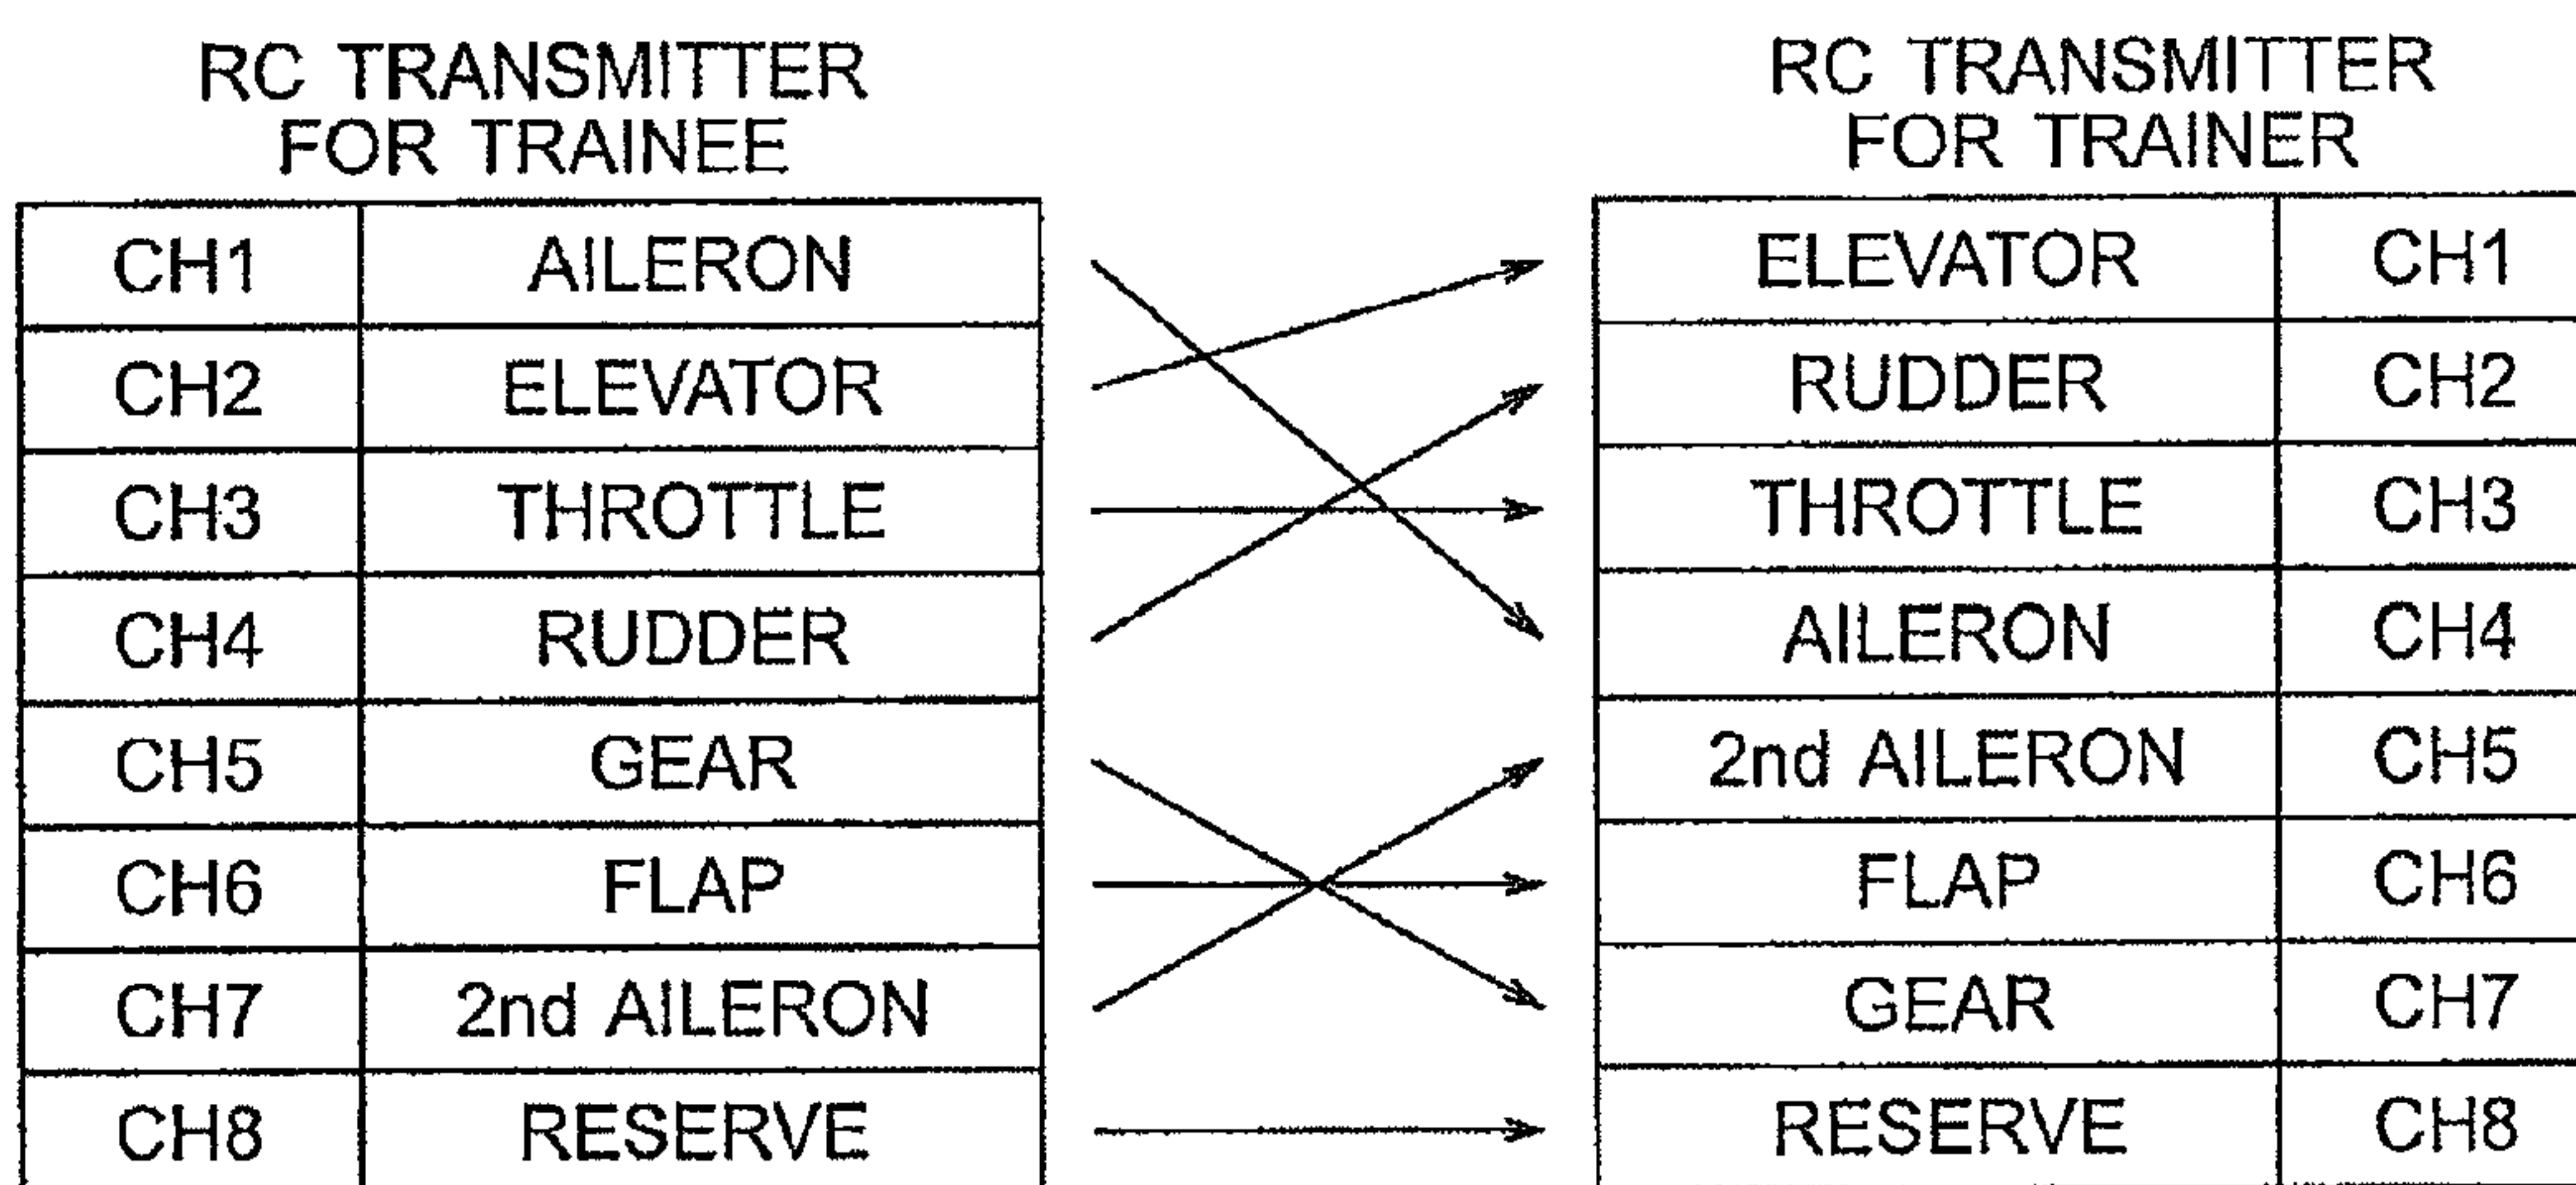 RC TRANSMITTER
FOR TRAINEE
CH1 AILERON
CH2 ELEVATOR
CH3 THROTTLE
CH4 RUDDER
CH5 GEAR
CH6 FLAP
CH7 2nd AILERON
CH8 RESERVE
RC TRANSMITTER
FOR TRAINER
ELEVATOR CH1
RUDDER CH2
THROTTLE CH3
AILERON CH4
2nd AILERON CH5
FLAP CH6
GEAR CH7
RESERVE CH8